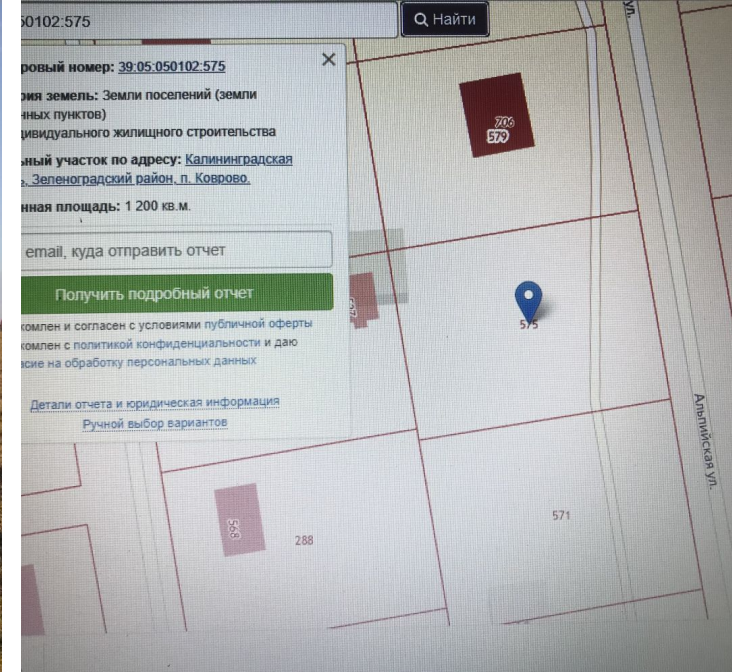 50102:575
Найти
ровый номер: 39:05:050102:575
рия земель: Земли поселений (земли
нных пунктов)
дивидуального жилищного строительства
ьный участок по адресу: Калининградская
ь, Зеленоградский район, п. Коврово.
нная площадь: 1 200 кв.м.
email, куда отправить отчет
Получить подробный отчет
комлен и согласен с условиями публичной оферты
комлен с политикой конфиденциальности и даю
асие на обработку персональных данных
Детали отчета и юридическая информация
Ручной выбор вариантов
ул.
706
579
575
Альпийская ул.
568
288
571